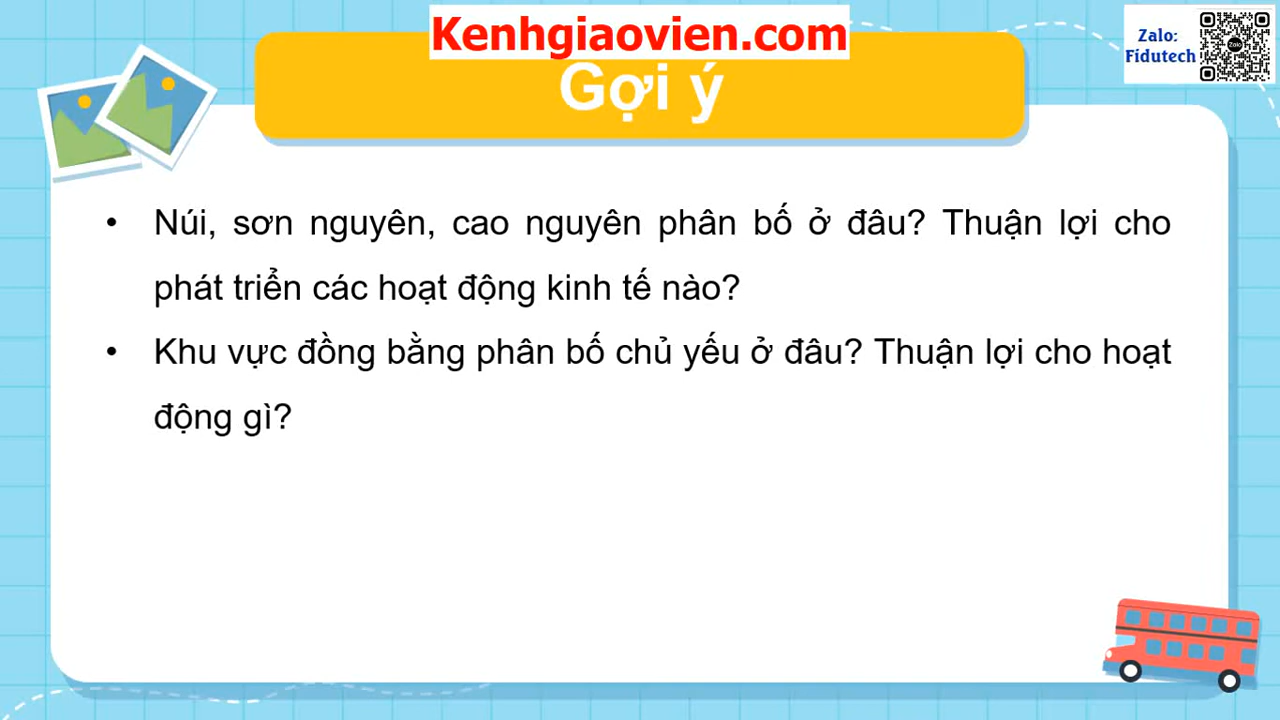 Kenhgiaovien.com
Zalo:
Fidutech
Zalo
Gợi ý
• Núi, sơn nguyên, cao nguyên phân bố ở đâu? Thuận lợi cho
phát triển các hoạt động kinh tế nào?
• Khu vực đồng bằng phân bố chủ yếu ở đâu? Thuận lợi cho hoạt
động gì?